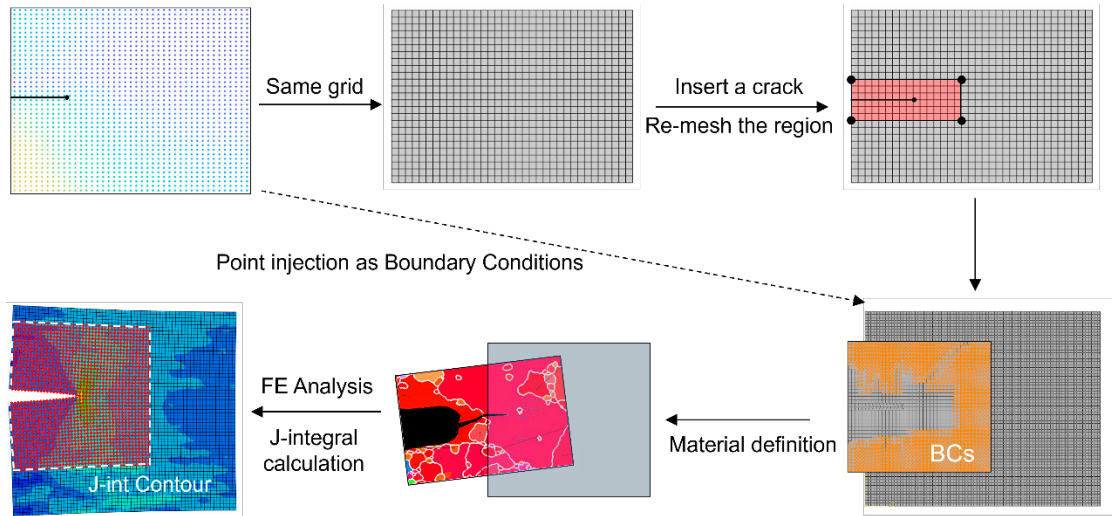 Same grid
Insert a crack
Re-mesh the region
Point injection as Boundary Conditions
FE Analysis
J-integral
calculation
Material definition
BCs
J-int Contour